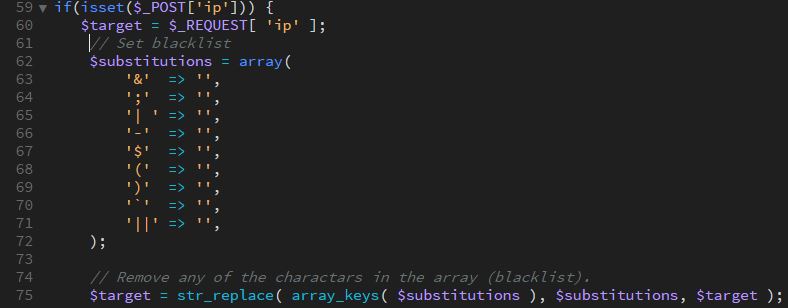 59 if(isset($_POST['ip'])) {
60 $target = $_REQUEST[ 'ip' ];
61 // Set blacklist
62 $substitutions = array(
63 '&' => '',
64 ';' => '',
65 '| ' => '',
66 '-' => '',
67 '$' => '',
68 '(' => '',
69 ')' => '',
70 '`' => '',
71 '||' => '',
72 );
73
74 // Remove any of the charactars in the array (blacklist).
75 $target = str_replace( array_keys( $substitutions ), $substitutions, $target );